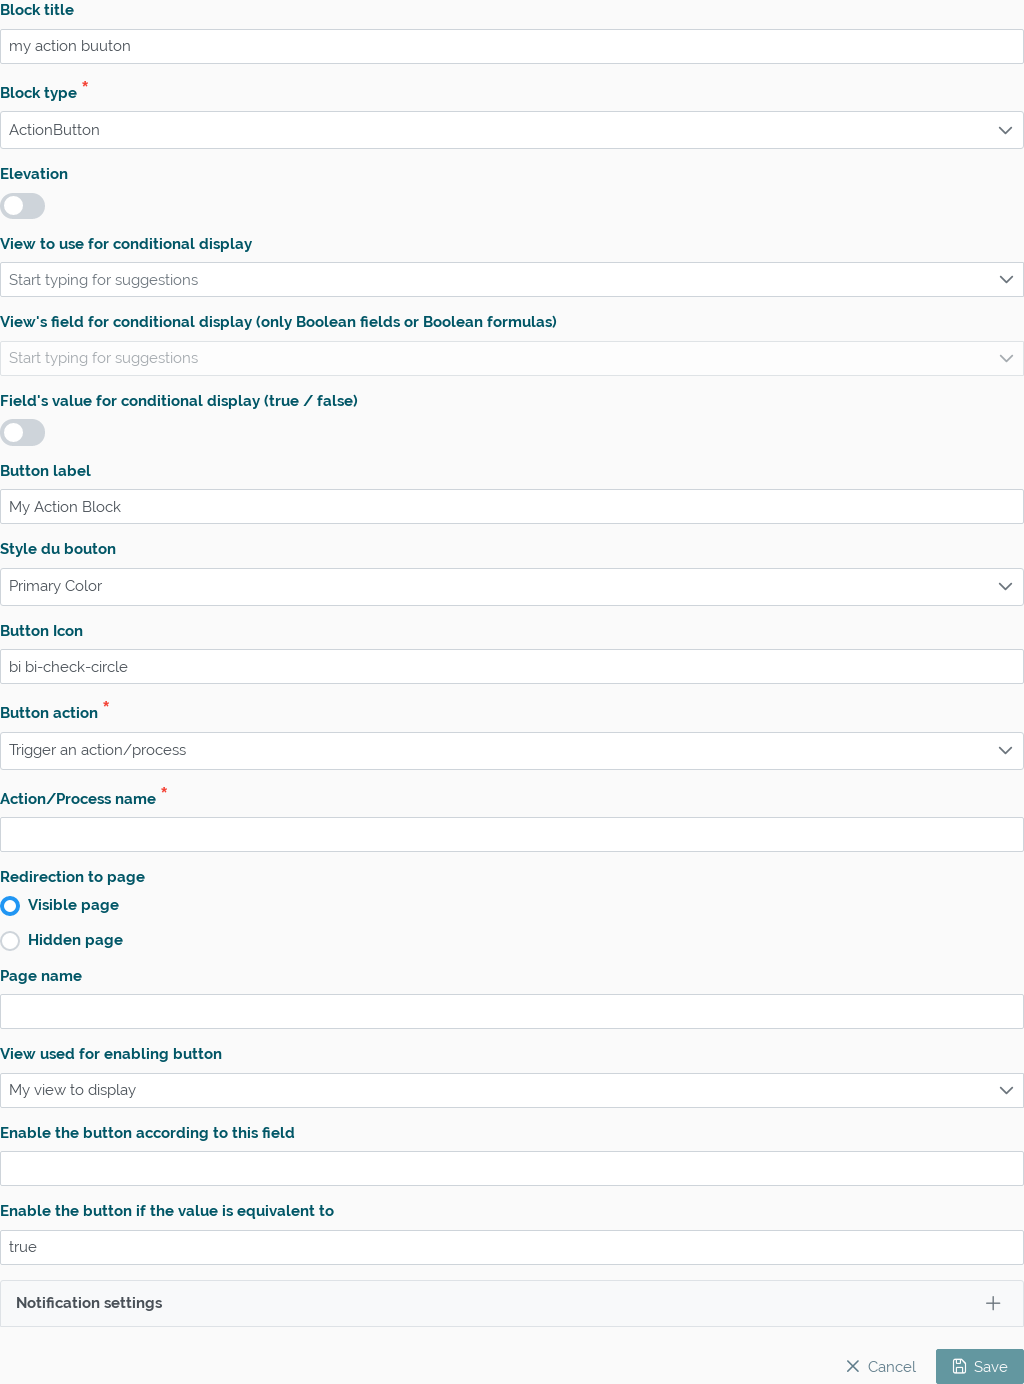 Block title
my action buuton
Block type *
ActionButton
Elevation
View to use for conditional display
Start typing for suggestions
View's field for conditional display (only Boolean fields or Boolean formulas)
Start typing for suggestions
Field's value for conditional display (true / false)
Button label
My Action Block
Style du bouton
Primary Color
Button Icon
bi bi-check-circle
Button action *
Trigger an action/process
Action/Process name *
Redirection to page
Visible page
Hidden page
Page name
View used for enabling button
My view to display
Enable the button according to this field
Enable the button if the value is equivalent to
true
Notification settings
Cancel Save